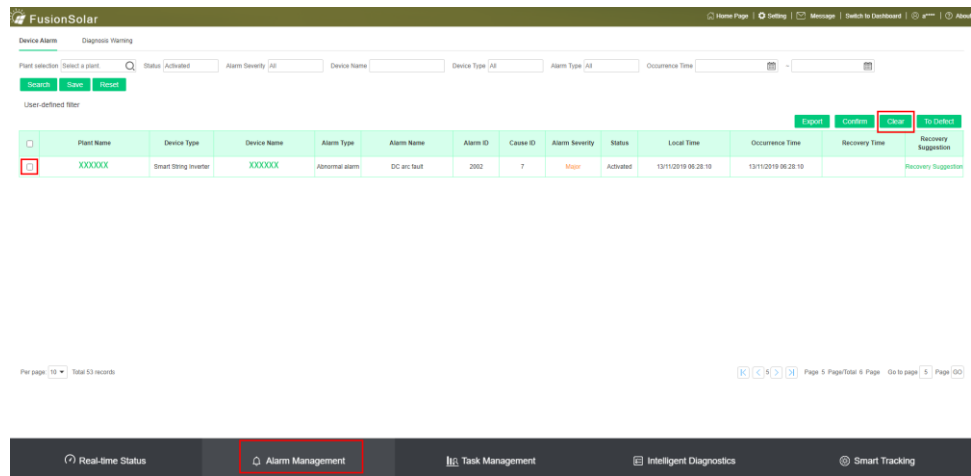 FusionSolar
Home Page | Setting | Message | Switch to Dashboard | a**** | About
Device Alarm Diagnosis Warning
Plant selection Select a plant Status Activated Alarm Severity All Device Name Device Type All Alarm Type All Occurrence Time -
Search Save Reset
User-defined filter
Export Confirm Clear To Defect
Plant Name Device Type Device Name Alarm Type Alarm Name Alarm ID Cause ID Alarm Severity Status Local Time Occurrence Time Recovery Time Recovery Suggestion
XXXXXX Smart String Inverter XXXXXX Abnormal alarm DC arc fault 2002 7 Major Activated 13/11/2019 06:28:10 13/11/2019 06:28:10 Recovery Suggestion
Per page 10 Total 53 records 5 Page 5 Page/Total 6 Page Go to page 5 Page GO
Real-time Status Alarm Management Task Management Intelligent Diagnostics Smart Tracking